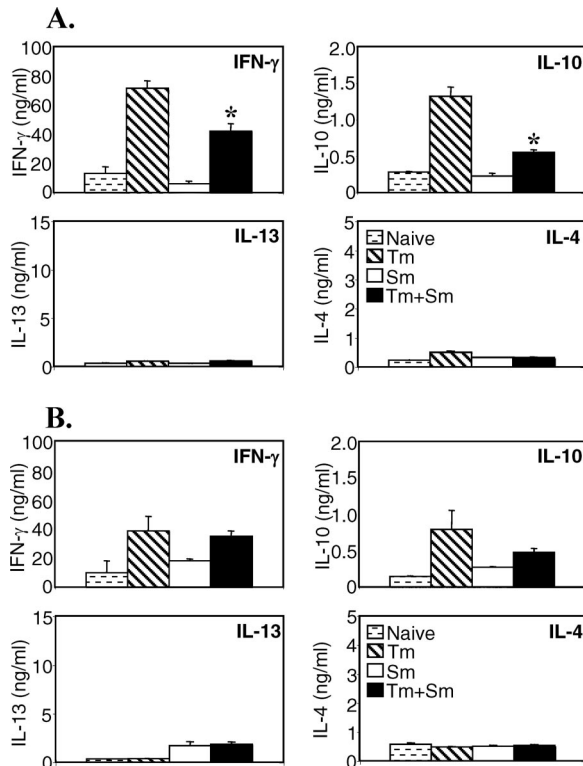 A.
IFN-γ (ng/ml)
100
80
60
40
20
0
IFN-γ
*
IL-10 (ng/ml)
2.0
1.5
1.0
0.5
0
IL-10
*
IL-13 (ng/ml)
15
10
5
0
IL-13
IL-4 (ng/ml)
5
4
3
2
1
0
IL-4
Naive
Tm
Sm
Tm+Sm
B.
IFN-γ (ng/ml)
100
80
60
40
20
0
IFN-γ
IL-10 (ng/ml)
2.0
1.5
1.0
0.5
0
IL-10
IL-13 (ng/ml)
15
10
5
0
IL-13
IL-4 (ng/ml)
5
4
3
2
1
0
IL-4
Naive
Tm
Sm
Tm+Sm